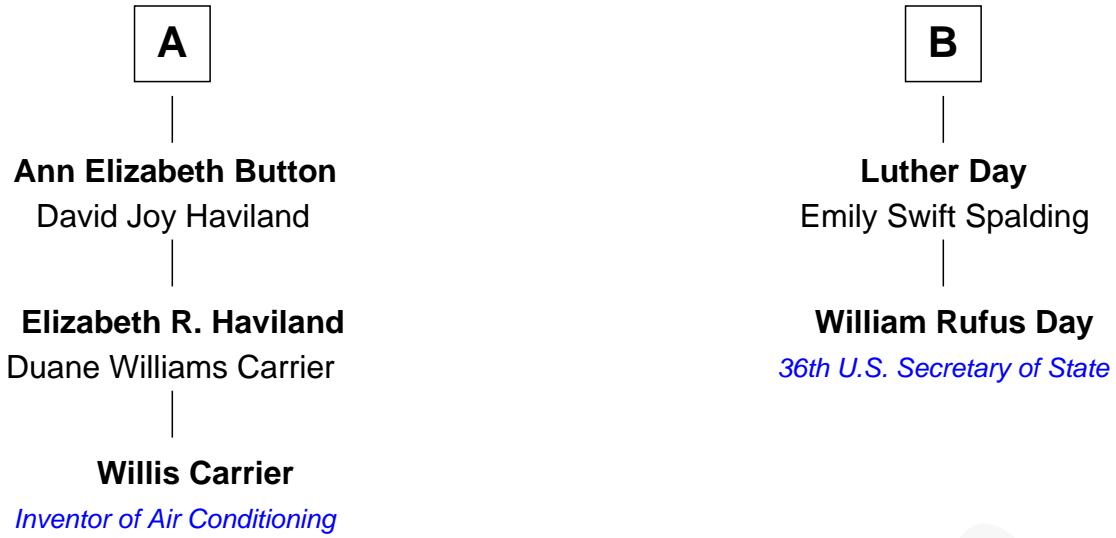 A
Ann Elizabeth Button
David Joy Haviland
Elizabeth R. Haviland
Duane Williams Carrier
Willis Carrier
Inventor of Air Conditioning
B
Luther Day
Emily Swift Spalding
William Rufus Day
36th U.S. Secretary of State